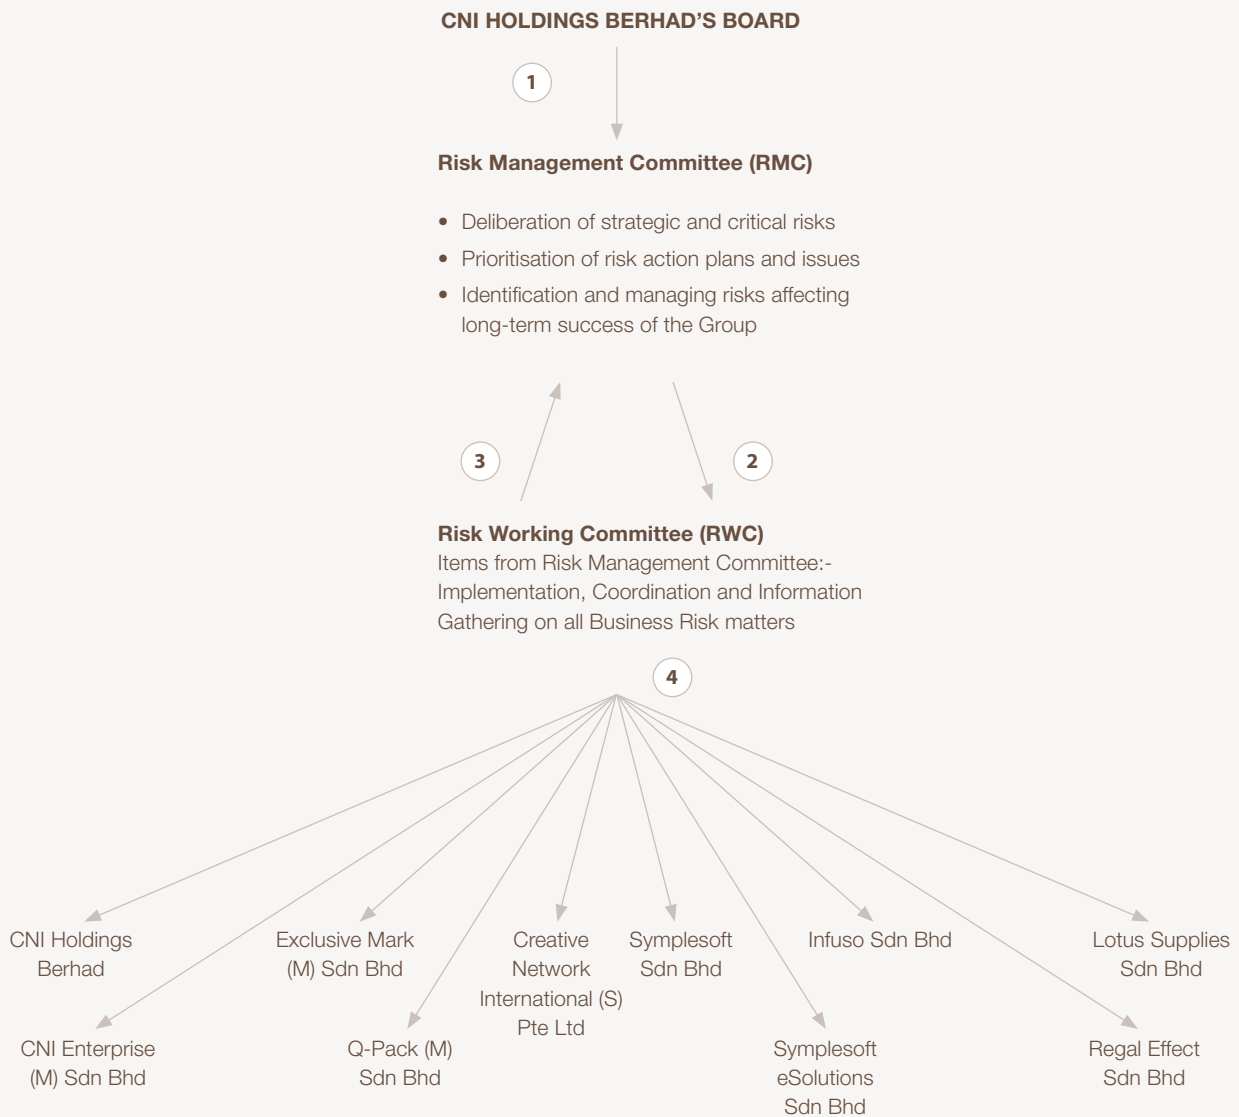 CNI HOLDINGS BERHAD'S BOARD
1
Risk Management Committee (RMC)
• Deliberation of strategic and critical risks
• Prioritisation of risk action plans and issues
• Identification and managing risks affecting
long-term success of the Group
3
2
Risk Working Committee (RWC)
Items from Risk Management Committee:-
Implementation, Coordination and Information
Gathering on all Business Risk matters
4
CNI Holdings
Berhad
Exclusive Mark
(M) Sdn Bhd
Creative
Network
International (S)
Pte Ltd
Symplesoft
Sdn Bhd
Infuso Sdn Bhd
Lotus Supplies
Sdn Bhd
CNI Enterprise
(M) Sdn Bhd
Q-Pack (M)
Sdn Bhd
Symplesoft
eSolutions
Sdn Bhd
Regal Effect
Sdn Bhd